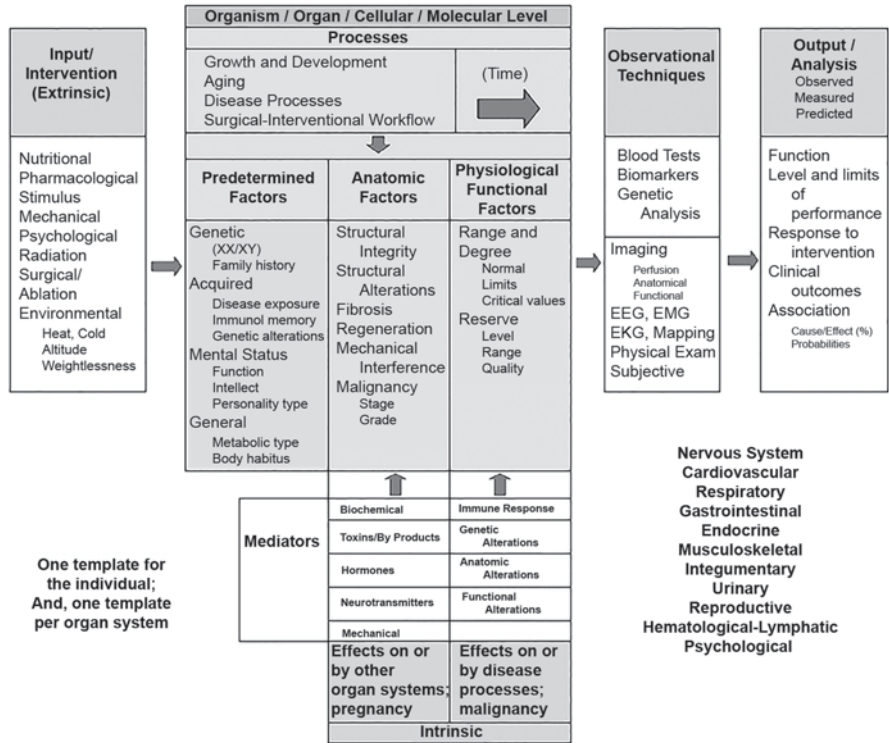 Input/
Intervention
(Extrinsic)
Nutritional
Pharmacological
Stimulus
Mechanical
Psychological
Radiation
Surgical/
Ablation
Environmental
Heat, Cold
Altitude
Weightlessness
Organism / Organ / Cellular / Molecular Level
Processes
Growth and Development
Aging
Disease Processes
Surgical-Interventional Workflow
(Time)
Predetermined
Factors
Genetic
(XX/XY)
Family history
Acquired
Disease exposure
Immunol memory
Genetic alterations
Mental Status
Function
Intellect
Personality type
General
Metabolic type
Body habitus
Anatomic
Factors
Structural
Integrity
Structural
Alterations
Fibrosis
Regeneration
Mechanical
Interference
Malignancy
Stage
Grade
Physiological
Functional
Factors
Range and
Degree
Normal
Limits
Critical values
Reserve
Level
Range
Quality
Observational
Techniques
Blood Tests
Biomarkers
Genetic
Analysis
Imaging
Perfusion
Anatomical
Functional
EEG, EMG
EKG, Mapping
Physical Exam
Subjective
Output /
Analysis
Observed
Measured
Predicted
Function
Level and limits
of
performance
Response to
intervention
Clinical
outcomes
Association
Cause/Effect (%)
Probabilities
Mediators
Biochemical
Toxins/By Products
Hormones
Neurotransmitters
Mechanical
Immune Response
Genetic
Alterations
Anatomic
Alterations
Functional
Alterations
Effects on or
by other
organ systems;
pregnancy
Effects on or
by disease
processes;
malignancy
Intrinsic
One template for
the individual;
And, one template
per organ system
Nervous System
Cardiovascular
Respiratory
Gastrointestinal
Endocrine
Musculoskeletal
Integumentary
Urinary
Reproductive
Hematological-Lymphatic
Psychological